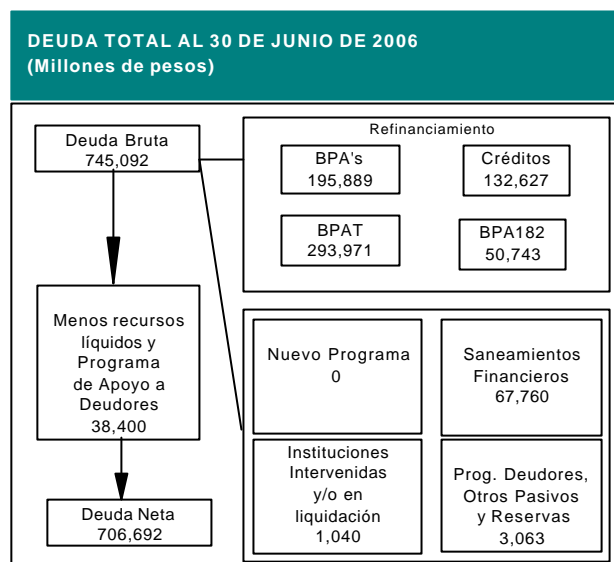 DEUDA TOTAL AL 30 DE JUNIO DE 2006
(Millones de pesos)
Deuda Bruta
745,092
Refinanciamiento
BPA's
195,889
Créditos
132,627
BPAT
293,971
BPA182
50,743
Menos recursos
líquidos y
Programa
de Apoyo a
Deudores
38,400
Nuevo Programa
0
Saneamientos
Financieros
67,760
Instituciones
Intervenidas
y/o en
liquidación
1,040
Prog. Deudores,
Otros Pasivos
y Reservas
3,063
Deuda Neta
706,692